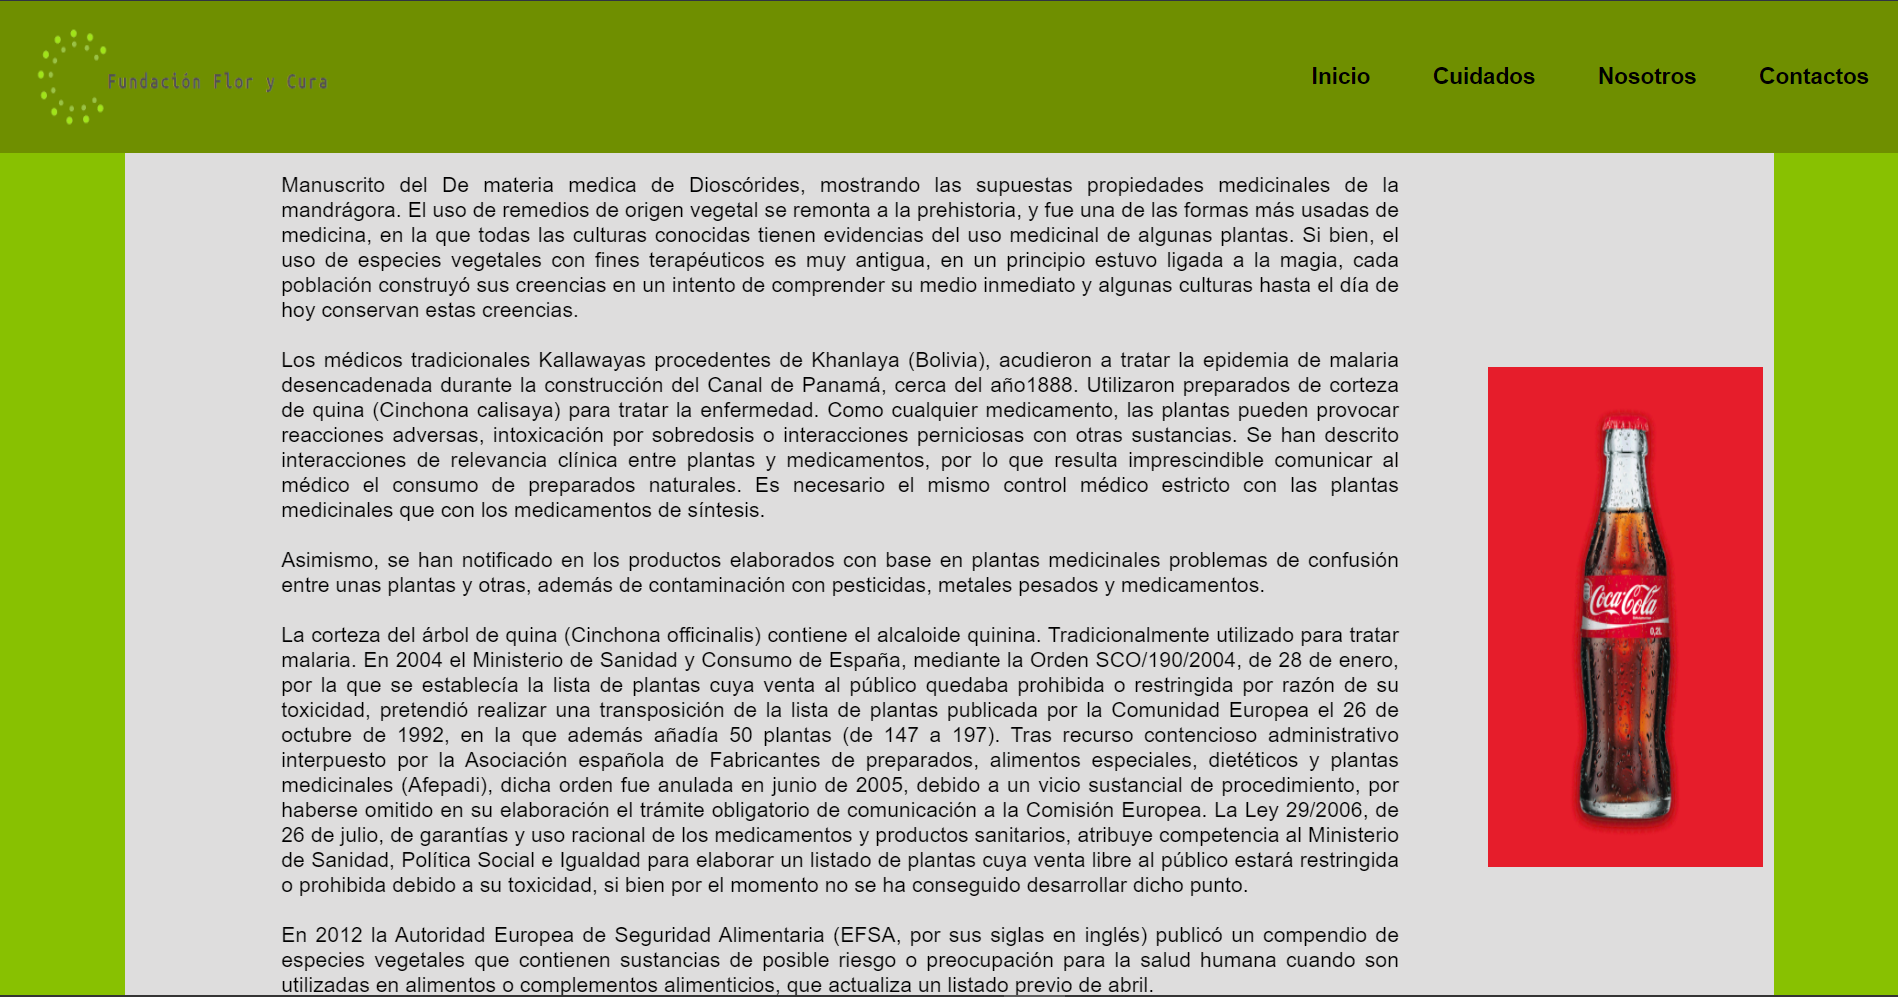 Fundación Flor y Cura
Inicio
Cuidados
Nosotros
Contactos
Manuscrito del De materia medica de Dioscórides, mostrando las supuestas propiedades medicinales de la
mandrágora. El uso de remedios de origen vegetal se remonta a la prehistoria, y fue una de las formas más usadas de
medicina, en la que todas las culturas conocidas tienen evidencias del uso medicinal de algunas plantas. Si bien, el
uso de especies vegetales con fines terapéuticos es muy antigua, en un principio estuvo ligada a la magia, cada
población construyó sus creencias en un intento de comprender su medio inmediato y algunas culturas hasta el día de
hoy conservan estas creencias.
Los médicos tradicionales Kallawayas procedentes de Khanlaya (Bolivia), acudieron a tratar la epidemia de malaria
desencadenada durante la construcción del Canal de Panamá, cerca del año1888. Utilizaron preparados de corteza
de quina (Cinchona calisaya) para tratar la enfermedad. Como cualquier medicamento, las plantas pueden provocar
reacciones adversas, intoxicación por sobredosis o interacciones perniciosas con otras sustancias. Se han descrito
interacciones de relevancia clínica entre plantas y medicamentos, por lo que resulta imprescindible comunicar al
médico el consumo de preparados naturales. Es necesario el mismo control médico estricto con las plantas
medicinales que con los medicamentos de síntesis.
Asimismo, se han notificado en los productos elaborados con base en plantas medicinales problemas de confusión
entre unas plantas y otras, además de contaminación con pesticidas, metales pesados y medicamentos.
La corteza del árbol de quina (Cinchona officinalis) contiene el alcaloide quinina. Tradicionalmente utilizado para tratar
malaria. En 2004 el Ministerio de Sanidad y Consumo de España, mediante la Orden SCO/190/2004, de 28 de enero,
por la que se establecía la lista de plantas cuya venta al público quedaba prohibida o restringida por razón de su
toxicidad, pretendió realizar una transposición de la lista de plantas publicada por la Comunidad Europea el 26 de
octubre de 1992, en la que además añadía 50 plantas (de 147 a 197). Tras recurso contencioso administrativo
interpuesto por la Asociación española de Fabricantes de preparados, alimentos especiales, dietéticos y plantas
medicinales (Afepadi), dicha orden fue anulada en junio de 2005, debido a un vicio sustancial de procedimiento, por
haberse omitido en su elaboración el trámite obligatorio de comunicación a la Comisión Europea. La Ley 29/2006, de
26 de julio, de garantías y uso racional de los medicamentos y productos sanitarios, atribuye competencia al Ministerio
de Sanidad, Política Social e Igualdad para elaborar un listado de plantas cuya venta libre al público estará restringida
o prohibida debido a su toxicidad, si bien por el momento no se ha conseguido desarrollar dicho punto.
En 2012 la Autoridad Europea de Seguridad Alimentaria (EFSA, por sus siglas en inglés) publicó un compendio de
especies vegetales que contienen sustancias de posible riesgo o preocupación para la salud humana cuando son
utilizadas en alimentos o complementos alimenticios, que actualiza un listado previo de abril.
Coca-Cola
0,2L